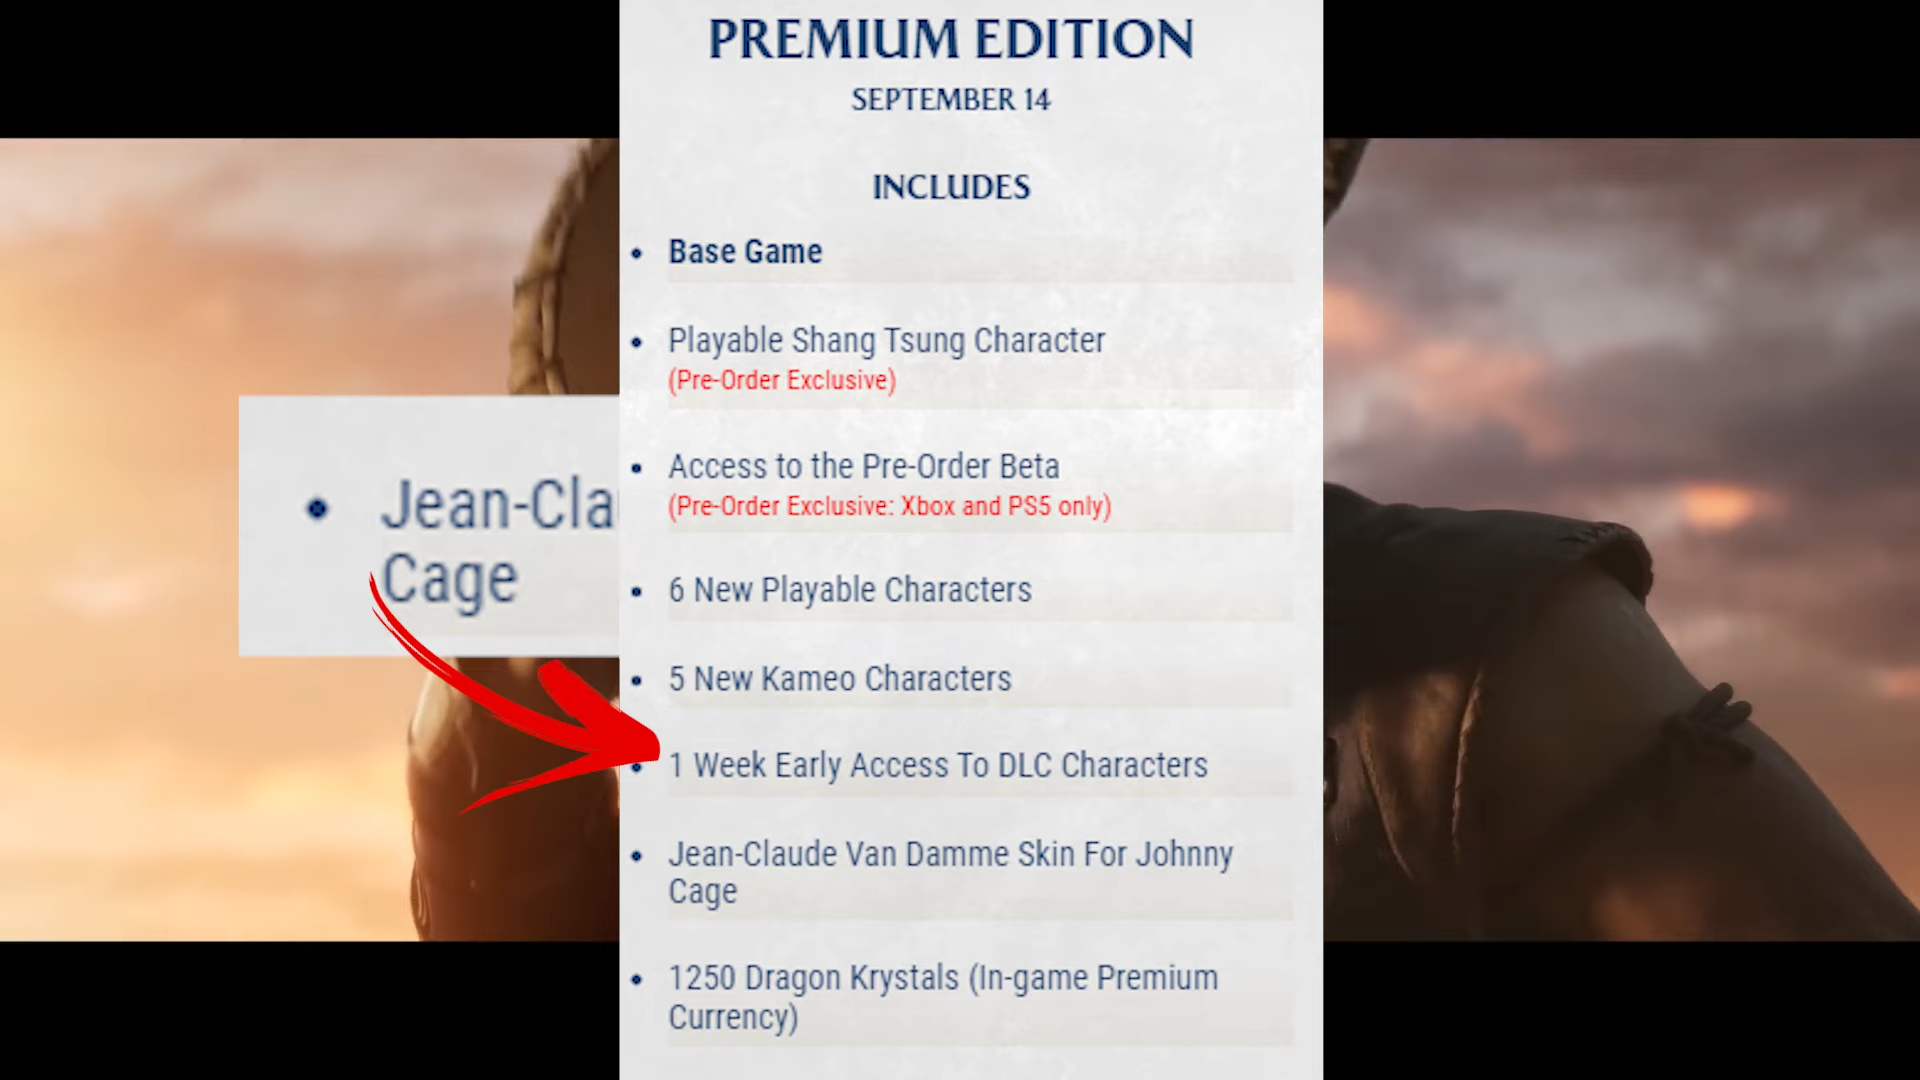 PREMIUM EDITION
SEPTEMBER 14
INCLUDES
• Base Game
• Playable Shang Tsung Character
(Pre-Order Exclusive)
• Access to the Pre-Order Beta
(Pre-Order Exclusive: Xbox and PS5 only)
• 6 New Playable Characters
• 5 New Kameo Characters
• 1 Week Early Access To DLC Characters
• Jean-Claude Van Damme Skin For Johnny
Cage
• 1250 Dragon Krystals (In-game Premium
Currency)
• Jean-Cla
Cage